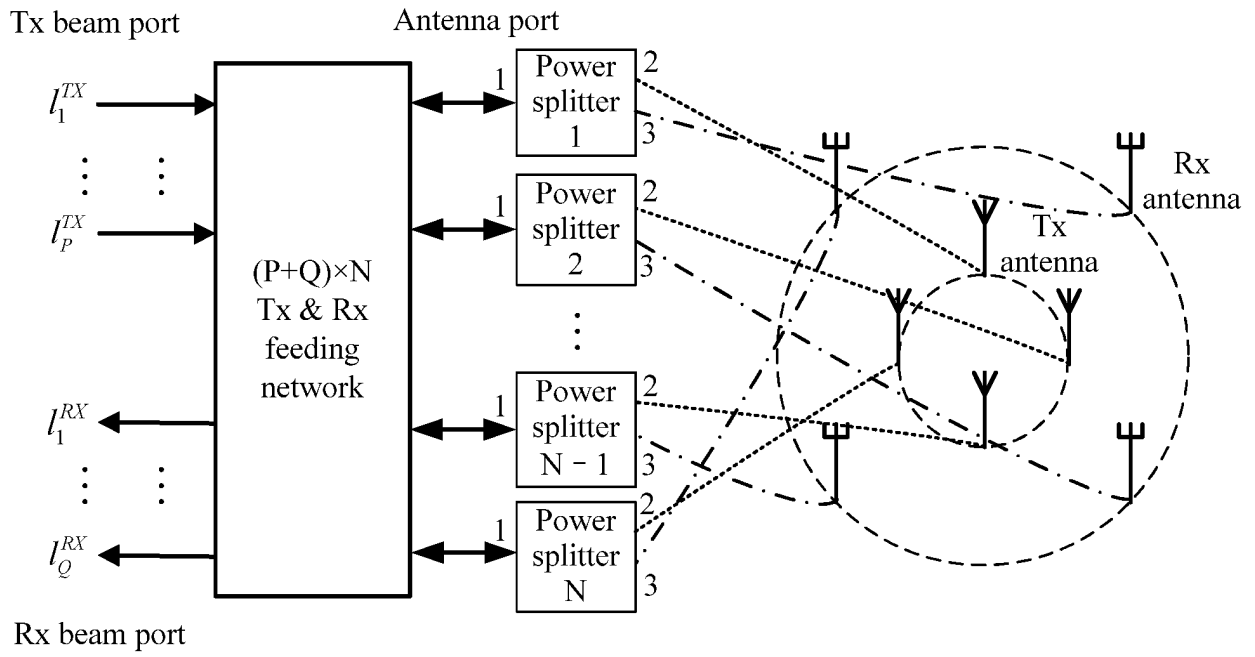 Tx beam port
Antenna port
l_1^{TX}
l_P^{TX}
l_1^{RX}
l_Q^{RX}
Rx beam port
(P+Q)×N
Tx & Rx
feeding
network
1
Power
splitter
1
2
3
1
Power
splitter
2
2
3
1
Power
splitter
N − 1
2
3
1
Power
splitter
N
2
3
Rx
antenna
Tx
antenna